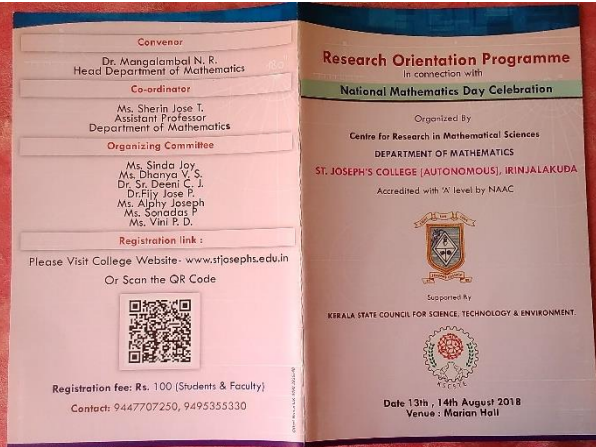 Convenor
Dr. Mangalambal N. R.
Head Department of Mathematics
Co-ordinator
Ms. Sherin Jose T.
Assistant Professor
Department of Mathematics
Organizing Committee
Ms. Sinda Joy
Ms. Dhanya V. S.
Dr. Sr. Deeni C. J.
Dr.Fijy Jose P.
Ms. Alphy Joseph
Ms. Sonadas P
Ms. Vini P. D.
Registration link :
Please Visit College Website- www.stjosephs.edu.in
Or Scan the QR Code
Registration fee: Rs. 100 (Students & Faculty)
Contact: 9447707250, 9495355330
Research Orientation Programme
In connection with
National Mathematics Day Celebration
Organized By
Centre for Research in Mathematical Sciences
DEPARTMENT OF MATHEMATICS
ST. JOSEPH'S COLLEGE (AUTONOMOUS), IRINJALAKUDA
Accredited with 'A' level by NAAC
Supported By
KERALA STATE COUNCIL FOR SCIENCE, TECHNOLOGY & ENVIRONMENT.
KSCSTE
Date 13th , 14th August 2018
Venue : Marian Hall